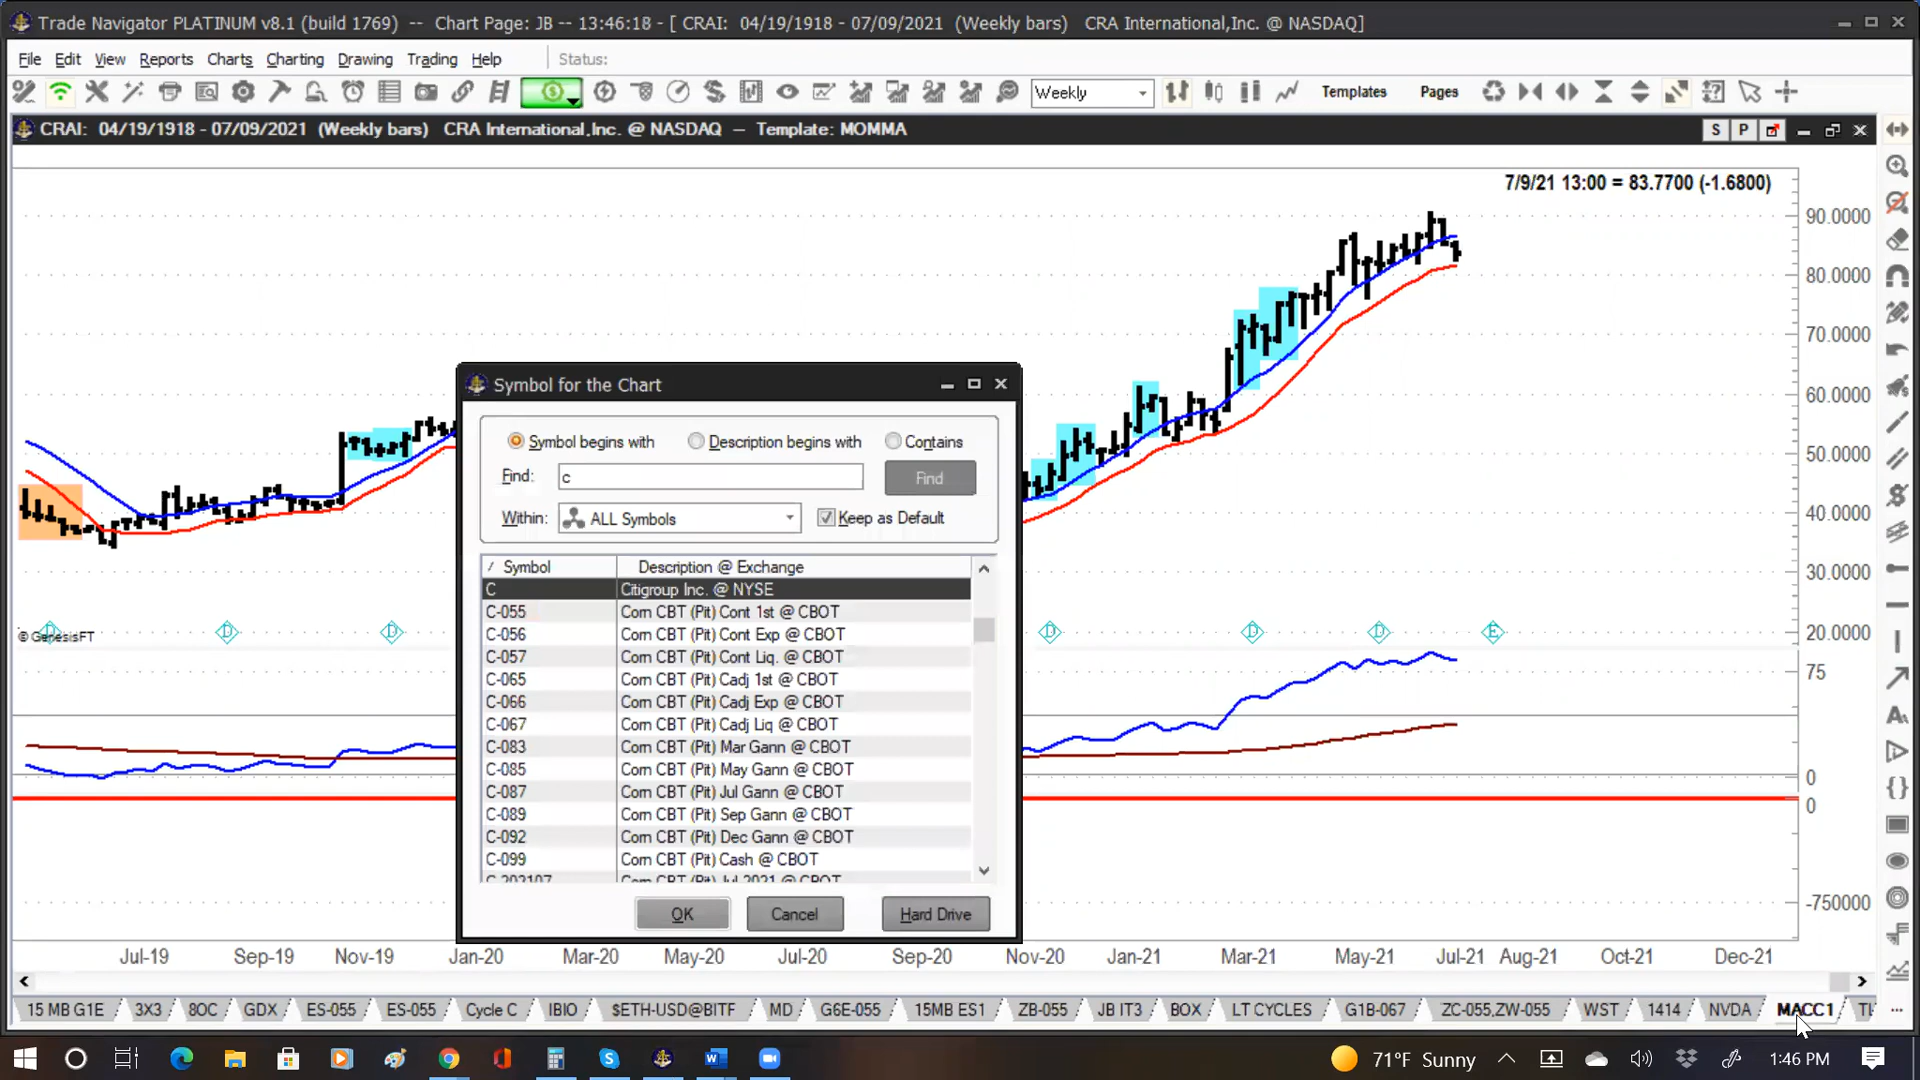 Trade Navigator PLATINUM v8.1 (build 1769) -- Chart Page: JB -- 13:46:18 - [ CRAI: 04/19/1918 - 07/09/2021 (Weekly bars) CRA International,Inc. @ NASDAQ]
File Edit View Reports Charts Charting Drawing Trading Help Status:
Weekly Templates Pages
CRAI: 04/19/1918 - 07/09/2021 (Weekly bars) CRA International,Inc. @ NASDAQ – Template: MOMMA S P
7/9/21 13:00 = 83.7700 (-1.6800)
90.0000
80.0000
70.0000
60.0000
50.0000
40.0000
30.0000
20.0000
75
0
0
-750000
Symbol for the Chart
Symbol begins with Description begins with Contains
Find: c Find
Within: ALL Symbols Keep as Default
Symbol Description @ Exchange
C Citigroup Inc. @ NYSE
C-055 Corn CBT (Pit) Cont 1st @ CBOT
C-056 Corn CBT (Pit) Cont Exp @ CBOT
C-057 Corn CBT (Pit) Cont Liq. @ CBOT
C-065 Corn CBT (Pit) Cadj 1st @ CBOT
C-066 Corn CBT (Pit) Cadj Exp @ CBOT
C-067 Corn CBT (Pit) Cadj Liq @ CBOT
C-083 Corn CBT (Pit) Mar Gann @ CBOT
C-085 Corn CBT (Pit) May Gann @ CBOT
C-087 Corn CBT (Pit) Jul Gann @ CBOT
C-089 Corn CBT (Pit) Sep Gann @ CBOT
C-092 Corn CBT (Pit) Dec Gann @ CBOT
C-099 Corn CBT (Pit) Cash @ CBOT
C-202107 Corn CBT (Pit) Jul 2021 @ CBOT
OK Cancel Hard Drive
© GenesisFT
D D D D D D E
Jul-19 Sep-19 Nov-19 Jan-20 Mar-20 May-20 Jul-20 Sep-20 Nov-20 Jan-21 Mar-21 May-21 Jul-21 Aug-21 Oct-21 Dec-21
15 MB G1E 3X3 8OC GDX ES-055 ES-055 Cycle C IBIO $ETH-USD@BITF MD G6E-055 15MB ES1 ZB-055 JB IT3 BOX LT CYCLES G1B-067 ZC-055,ZW-055 WST 1414 NVDA MACC1
71°F Sunny 1:46 PM